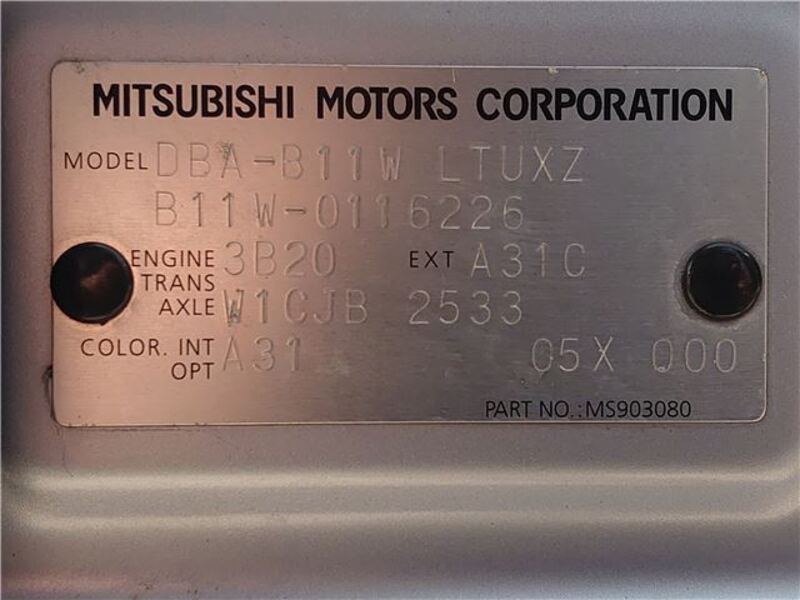 MITSUBISHI MOTORS CORPORATION
MODEL DBA-B11W LTUXZ
B11W-0116226
ENGINE 3B20 EXT A31C
TRANS
AXLE W1CJB 2533
COLOR. INT A31 05X 000
OPT
PART NO.:MS903080